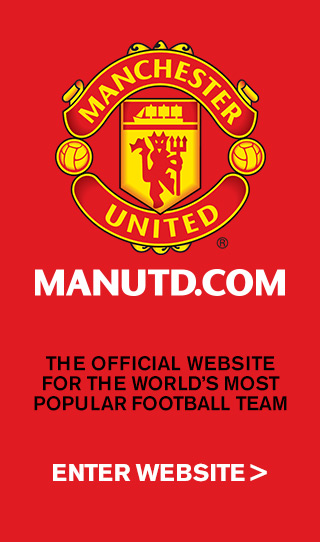 MANCHESTER
UNITED
®
MANUTD.COM
THE OFFICIAL WEBSITE
FOR THE WORLD'S MOST
POPULAR FOOTBALL TEAM
ENTER WEBSITE >